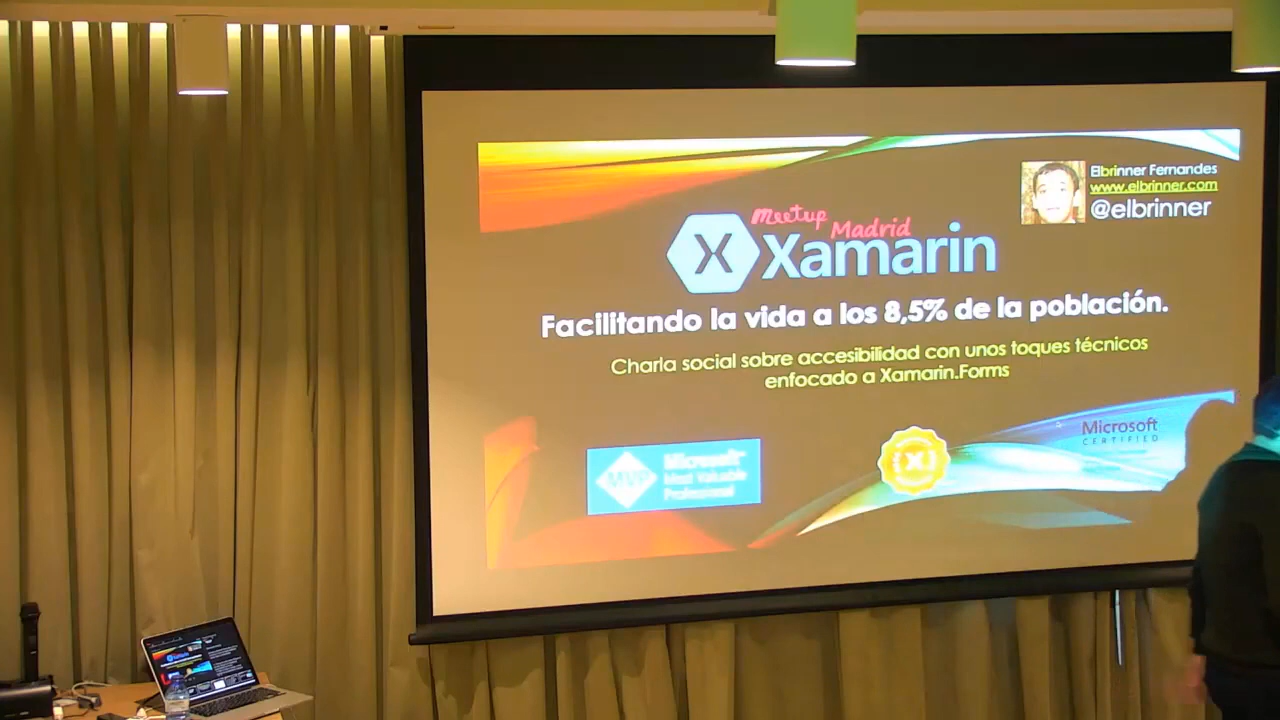 Elbrinner Fernandes
www.elbrinner.com
@elbrinner
Meetup
Madrid
X Xamarin
Facilitando la vida a los 8,5% de la población.
Charla social sobre accesibilidad con unos toques técnicos
enfocado a Xamarin.Forms
Microsoft
CERTIFIED
MVP
Microsoft™
Most Valuable
Professional
X